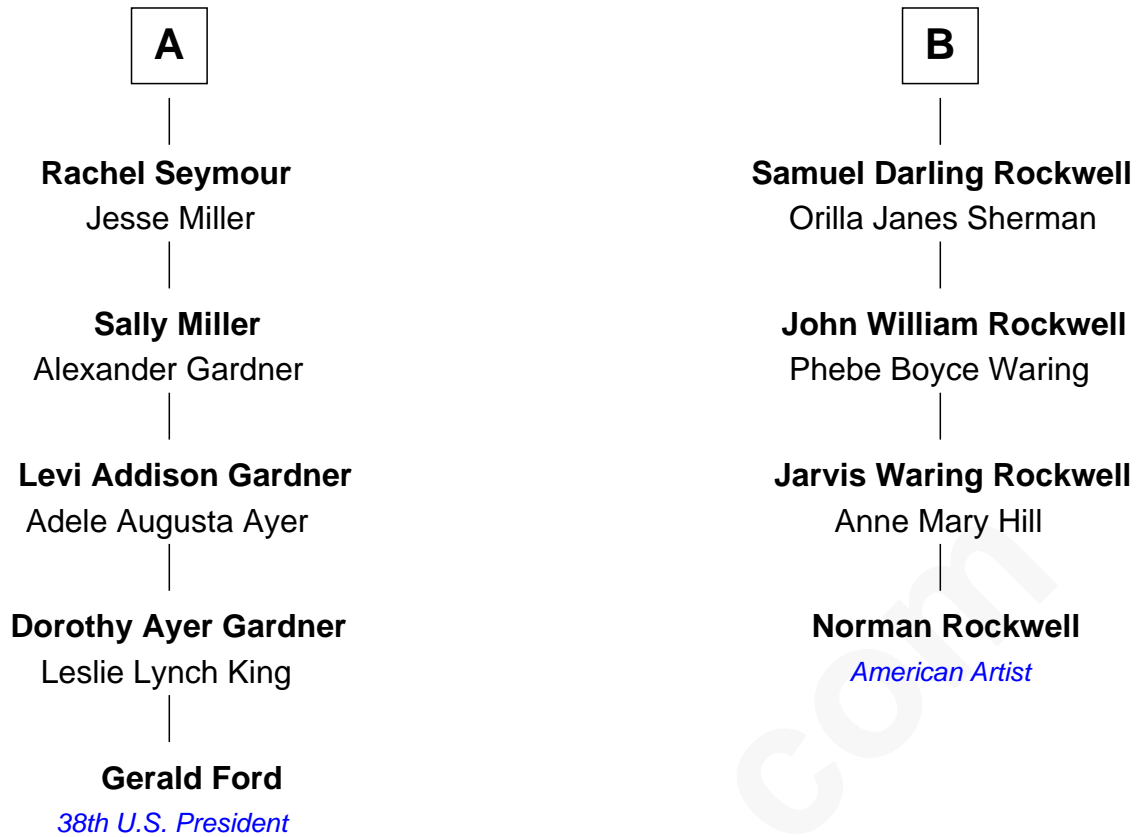 A
Rachel Seymour
Jesse Miller
Sally Miller
Alexander Gardner
Levi Addison Gardner
Adele Augusta Ayer
Dorothy Ayer Gardner
Leslie Lynch King
Gerald Ford
38th U.S. President
B
Samuel Darling Rockwell
Orilla Janes Sherman
John William Rockwell
Phebe Boyce Waring
Jarvis Waring Rockwell
Anne Mary Hill
Norman Rockwell
American Artist
com